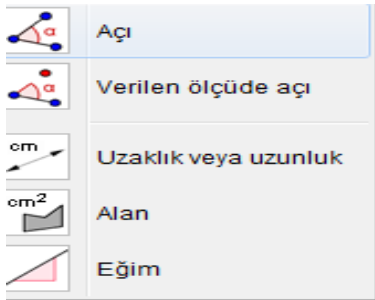 α Açı
α Verilen ölçüde açı
cm Uzaklık veya uzunluk
cm² Alan
Eğim